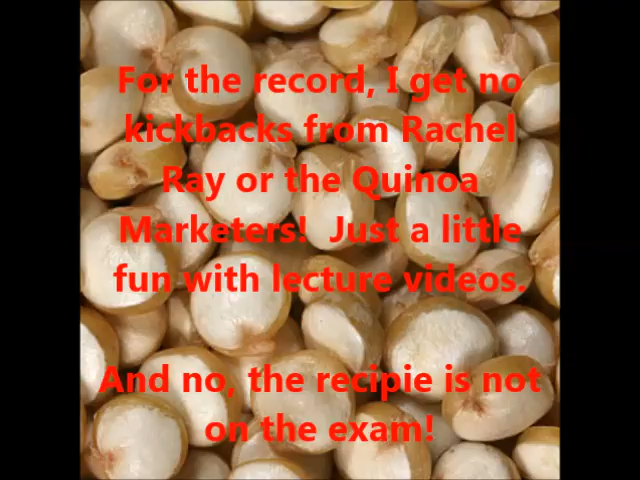 For the record, I get no
kickbacks from Rachel
Ray or the Quinoa
Marketers!  Just a little
fun with lecture videos.
And no, the recipie is not
on the exam!